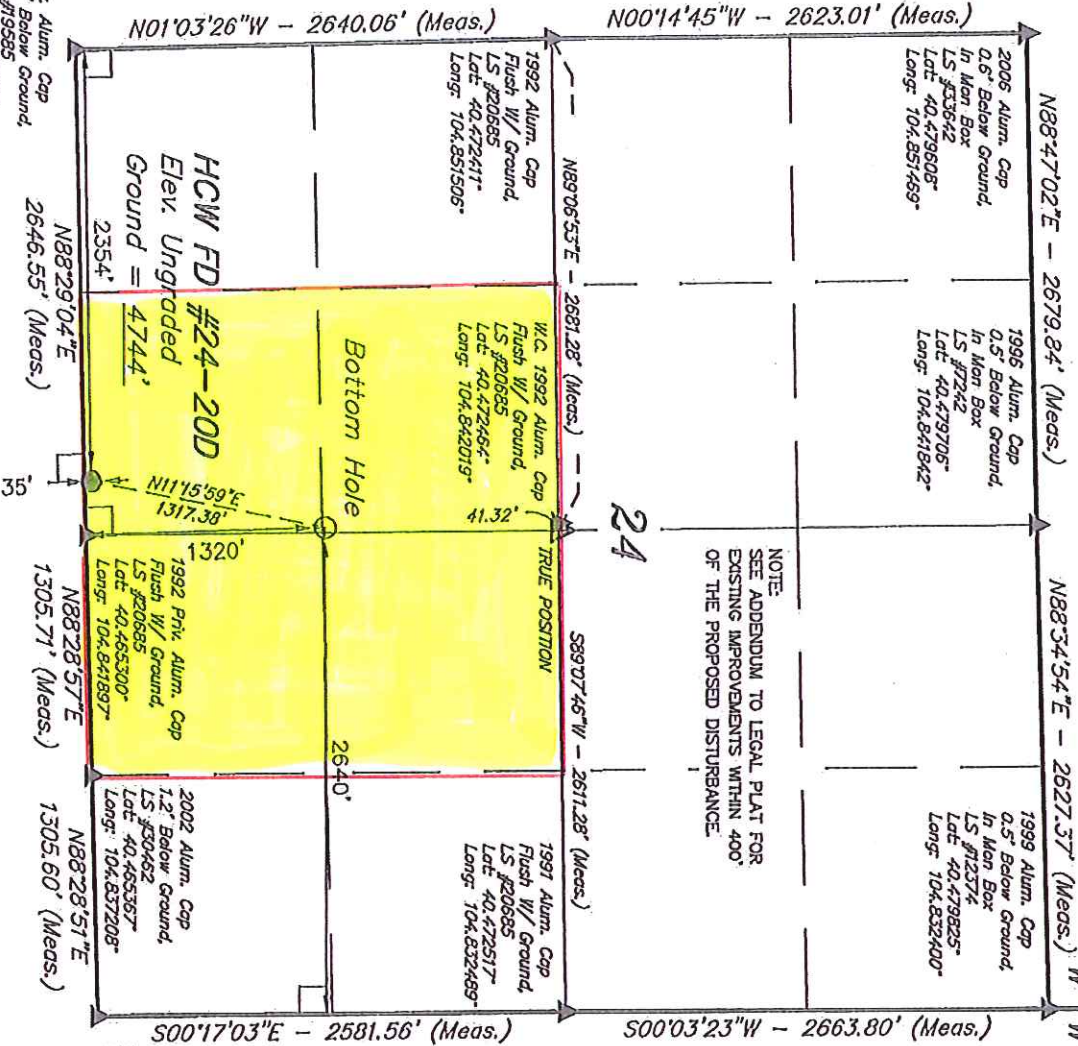 N01°03'26"W - 2640.06' (Meas.)
N00°14'45"W - 2623.01' (Meas.)
Alum. Cap
Below Ground,
#19585
1992 Alum. Cap
Flush W/ Ground,
LS #20685
Lat: 40.472411°
Long: 104.851506°
2006 Alum. Cap
0.6' Below Ground,
In Mon Box
LS #33642
Lat: 40.479608°
Long: 104.851469°
N88°47'02"E - 2679.84' (Meas.)
N89°06'53"E - 2681.28' (Meas.)
HCW FD #24-20D
Elev. Ungraded
Ground = 4744'
2354'
N88°29'04"E
2646.55' (Meas.)
W.C. 1992 Alum. Cap
Flush W/ Ground,
LS #20685
Lat: 40.472464°
Long: 104.842019°
1996 Alum. Cap
0.5' Below Ground,
In Mon Box
LS #7242
Lat: 40.479706°
Long: 104.841842°
Bottom Hole
N11°15'59"E
1317.38'
35'
1320'
41.32'
TRUE POSITION
24
NOTE:
SEE ADDENDUM TO LEGAL PLAT FOR
EXISTING IMPROVEMENTS WITHIN 400'
OF THE PROPOSED DISTURBANCE.
1992 Priv. Alum. Cap
Flush W/ Ground,
LS #20685
Lat: 40.465300°
Long: 104.841897°
N88°28'57"E
1305.71' (Meas.)
S89°07'46"W - 2611.28' (Meas.)
N88°34'54"E - 2627.37' (Meas.)
2640'
2002 Alum. Cap
1.2' Below Ground,
LS #30462
Lat: 40.465367°
Long: 104.837208°
N88°28'51"E
1305.60' (Meas.)
1991 Alum. Cap
Flush W/ Ground,
LS #20685
Lat: 40.472517°
Long: 104.832489°
1999 Alum. Cap
0.5' Below Ground,
In Mon Box
LS #12374
Lat: 40.479825°
Long: 104.832400°
S00°17'03"E - 2581.56' (Meas.)
S00°03'23"W - 2663.80' (Meas.)